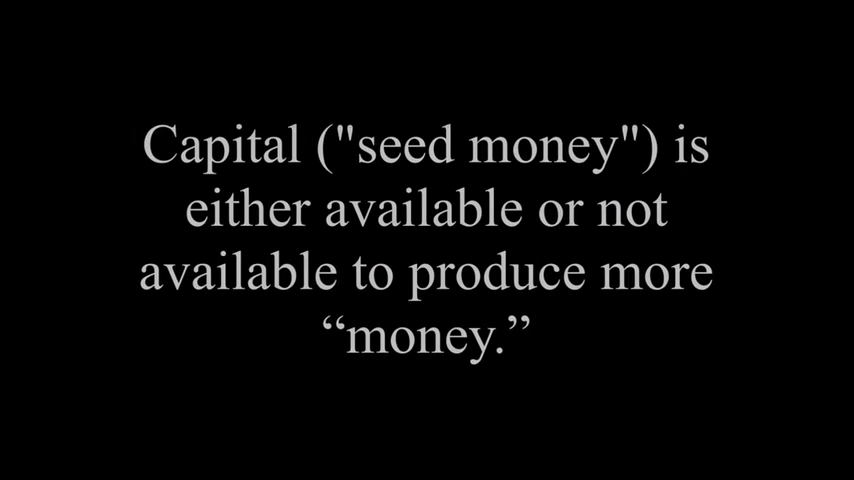 Capital ("seed money") is
either available or not
available to produce more
“money.”